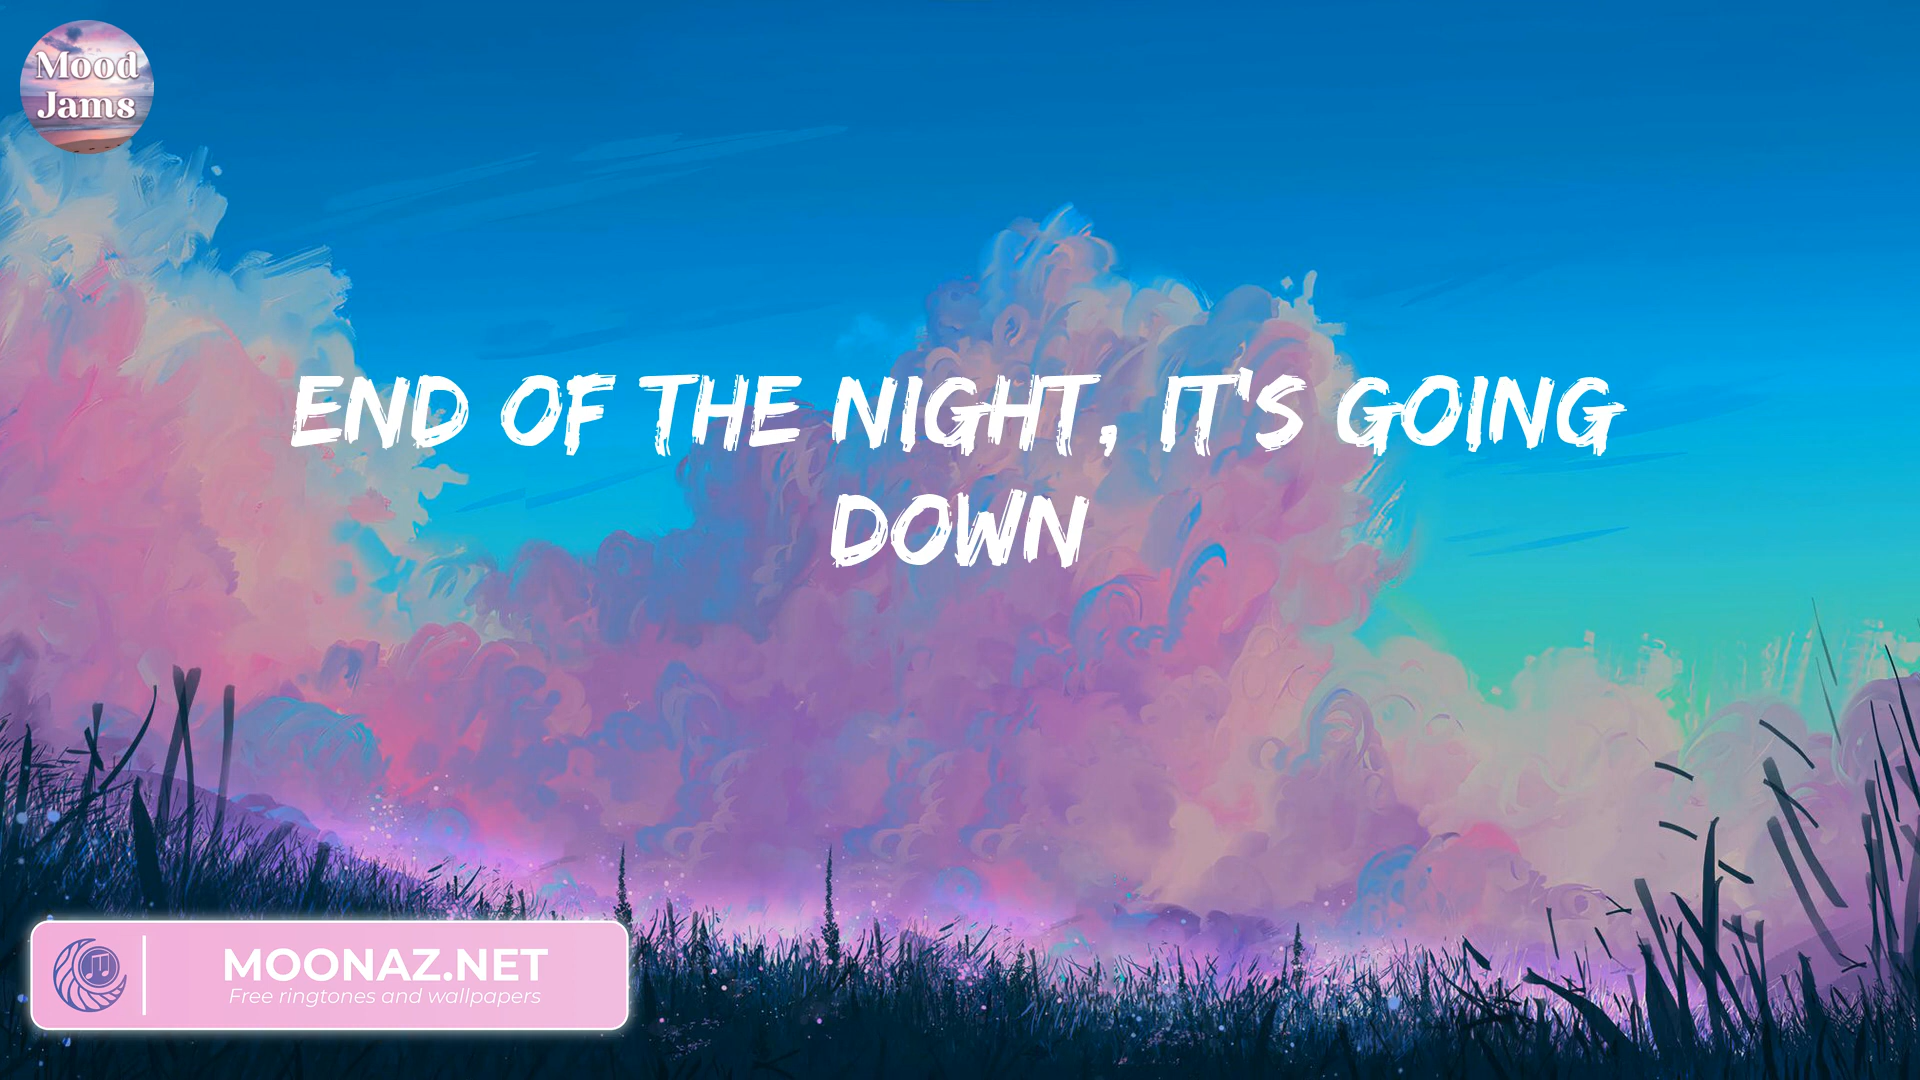 Mood
Jams
END OF THE NIGHT, IT'S GOING
DOWN
MOONAZ.NET
Free ringtones and wallpapers